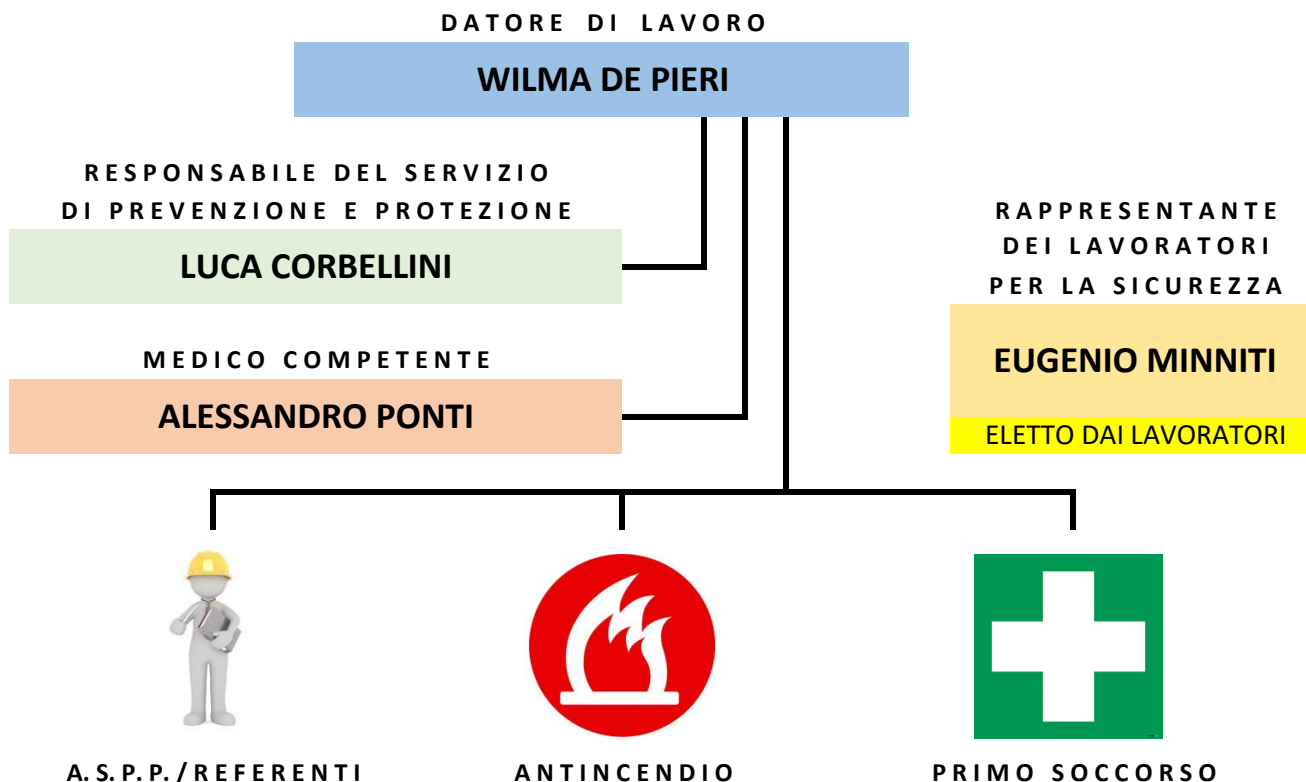 DATORE DI LAVORO
WILMA DE PIERI
RESPONSABILE DEL SERVIZIO
DI PREVENZIONE E PROTEZIONE
LUCA CORBELLINI
RAPPRESENTANTE
DEI LAVORATORI
PER LA SICUREZZA
EUGENIO MINNITI
ELETTO DAI LAVORATORI
MEDICO COMPETENTE
ALESSANDRO PONTI
A.S.P.P./REFERENTI
ANTINCENDIO
PRIMO SOCCORSO